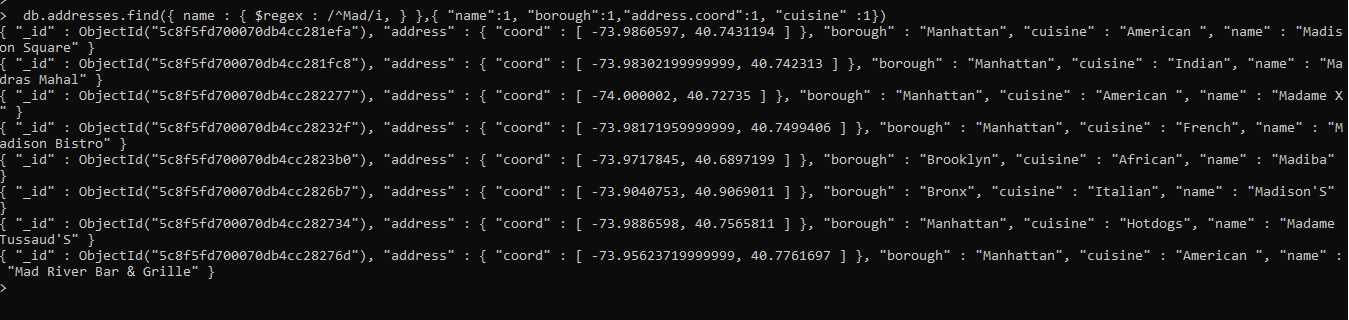 >  db.addresses.find({ name : { $regex : /^Mad/i, } },{ "name":1, "borough":1,"address.coord":1, "cuisine" :1})
{ "_id" : ObjectId("5c8f5fd700070db4cc281efa"), "address" : { "coord" : [ -73.9860597, 40.7431194 ] }, "borough" : "Manhattan", "cuisine" : "American ", "name" : "Madis
on Square" }
{ "_id" : ObjectId("5c8f5fd700070db4cc281fc8"), "address" : { "coord" : [ -73.98302199999999, 40.742313 ] }, "borough" : "Manhattan", "cuisine" : "Indian", "name" : "Ma
dras Mahal" }
{ "_id" : ObjectId("5c8f5fd700070db4cc282277"), "address" : { "coord" : [ -74.000002, 40.72735 ] }, "borough" : "Manhattan", "cuisine" : "American ", "name" : "Madame X
" }
{ "_id" : ObjectId("5c8f5fd700070db4cc28232f"), "address" : { "coord" : [ -73.98171959999999, 40.7499406 ] }, "borough" : "Manhattan", "cuisine" : "French", "name" : "M
adison Bistro" }
{ "_id" : ObjectId("5c8f5fd700070db4cc2823b0"), "address" : { "coord" : [ -73.9717845, 40.6897199 ] }, "borough" : "Brooklyn", "cuisine" : "African", "name" : "Madiba"
}
{ "_id" : ObjectId("5c8f5fd700070db4cc2826b7"), "address" : { "coord" : [ -73.9040753, 40.9069011 ] }, "borough" : "Bronx", "cuisine" : "Italian", "name" : "Madison'S"
}
{ "_id" : ObjectId("5c8f5fd700070db4cc282734"), "address" : { "coord" : [ -73.9886598, 40.7565811 ] }, "borough" : "Manhattan", "cuisine" : "Hotdogs", "name" : "Madame
Tussaud'S" }
{ "_id" : ObjectId("5c8f5fd700070db4cc28276d"), "address" : { "coord" : [ -73.95623719999999, 40.7761697 ] }, "borough" : "Manhattan", "cuisine" : "American ", "name" :
 "Mad River Bar & Grille" }
>